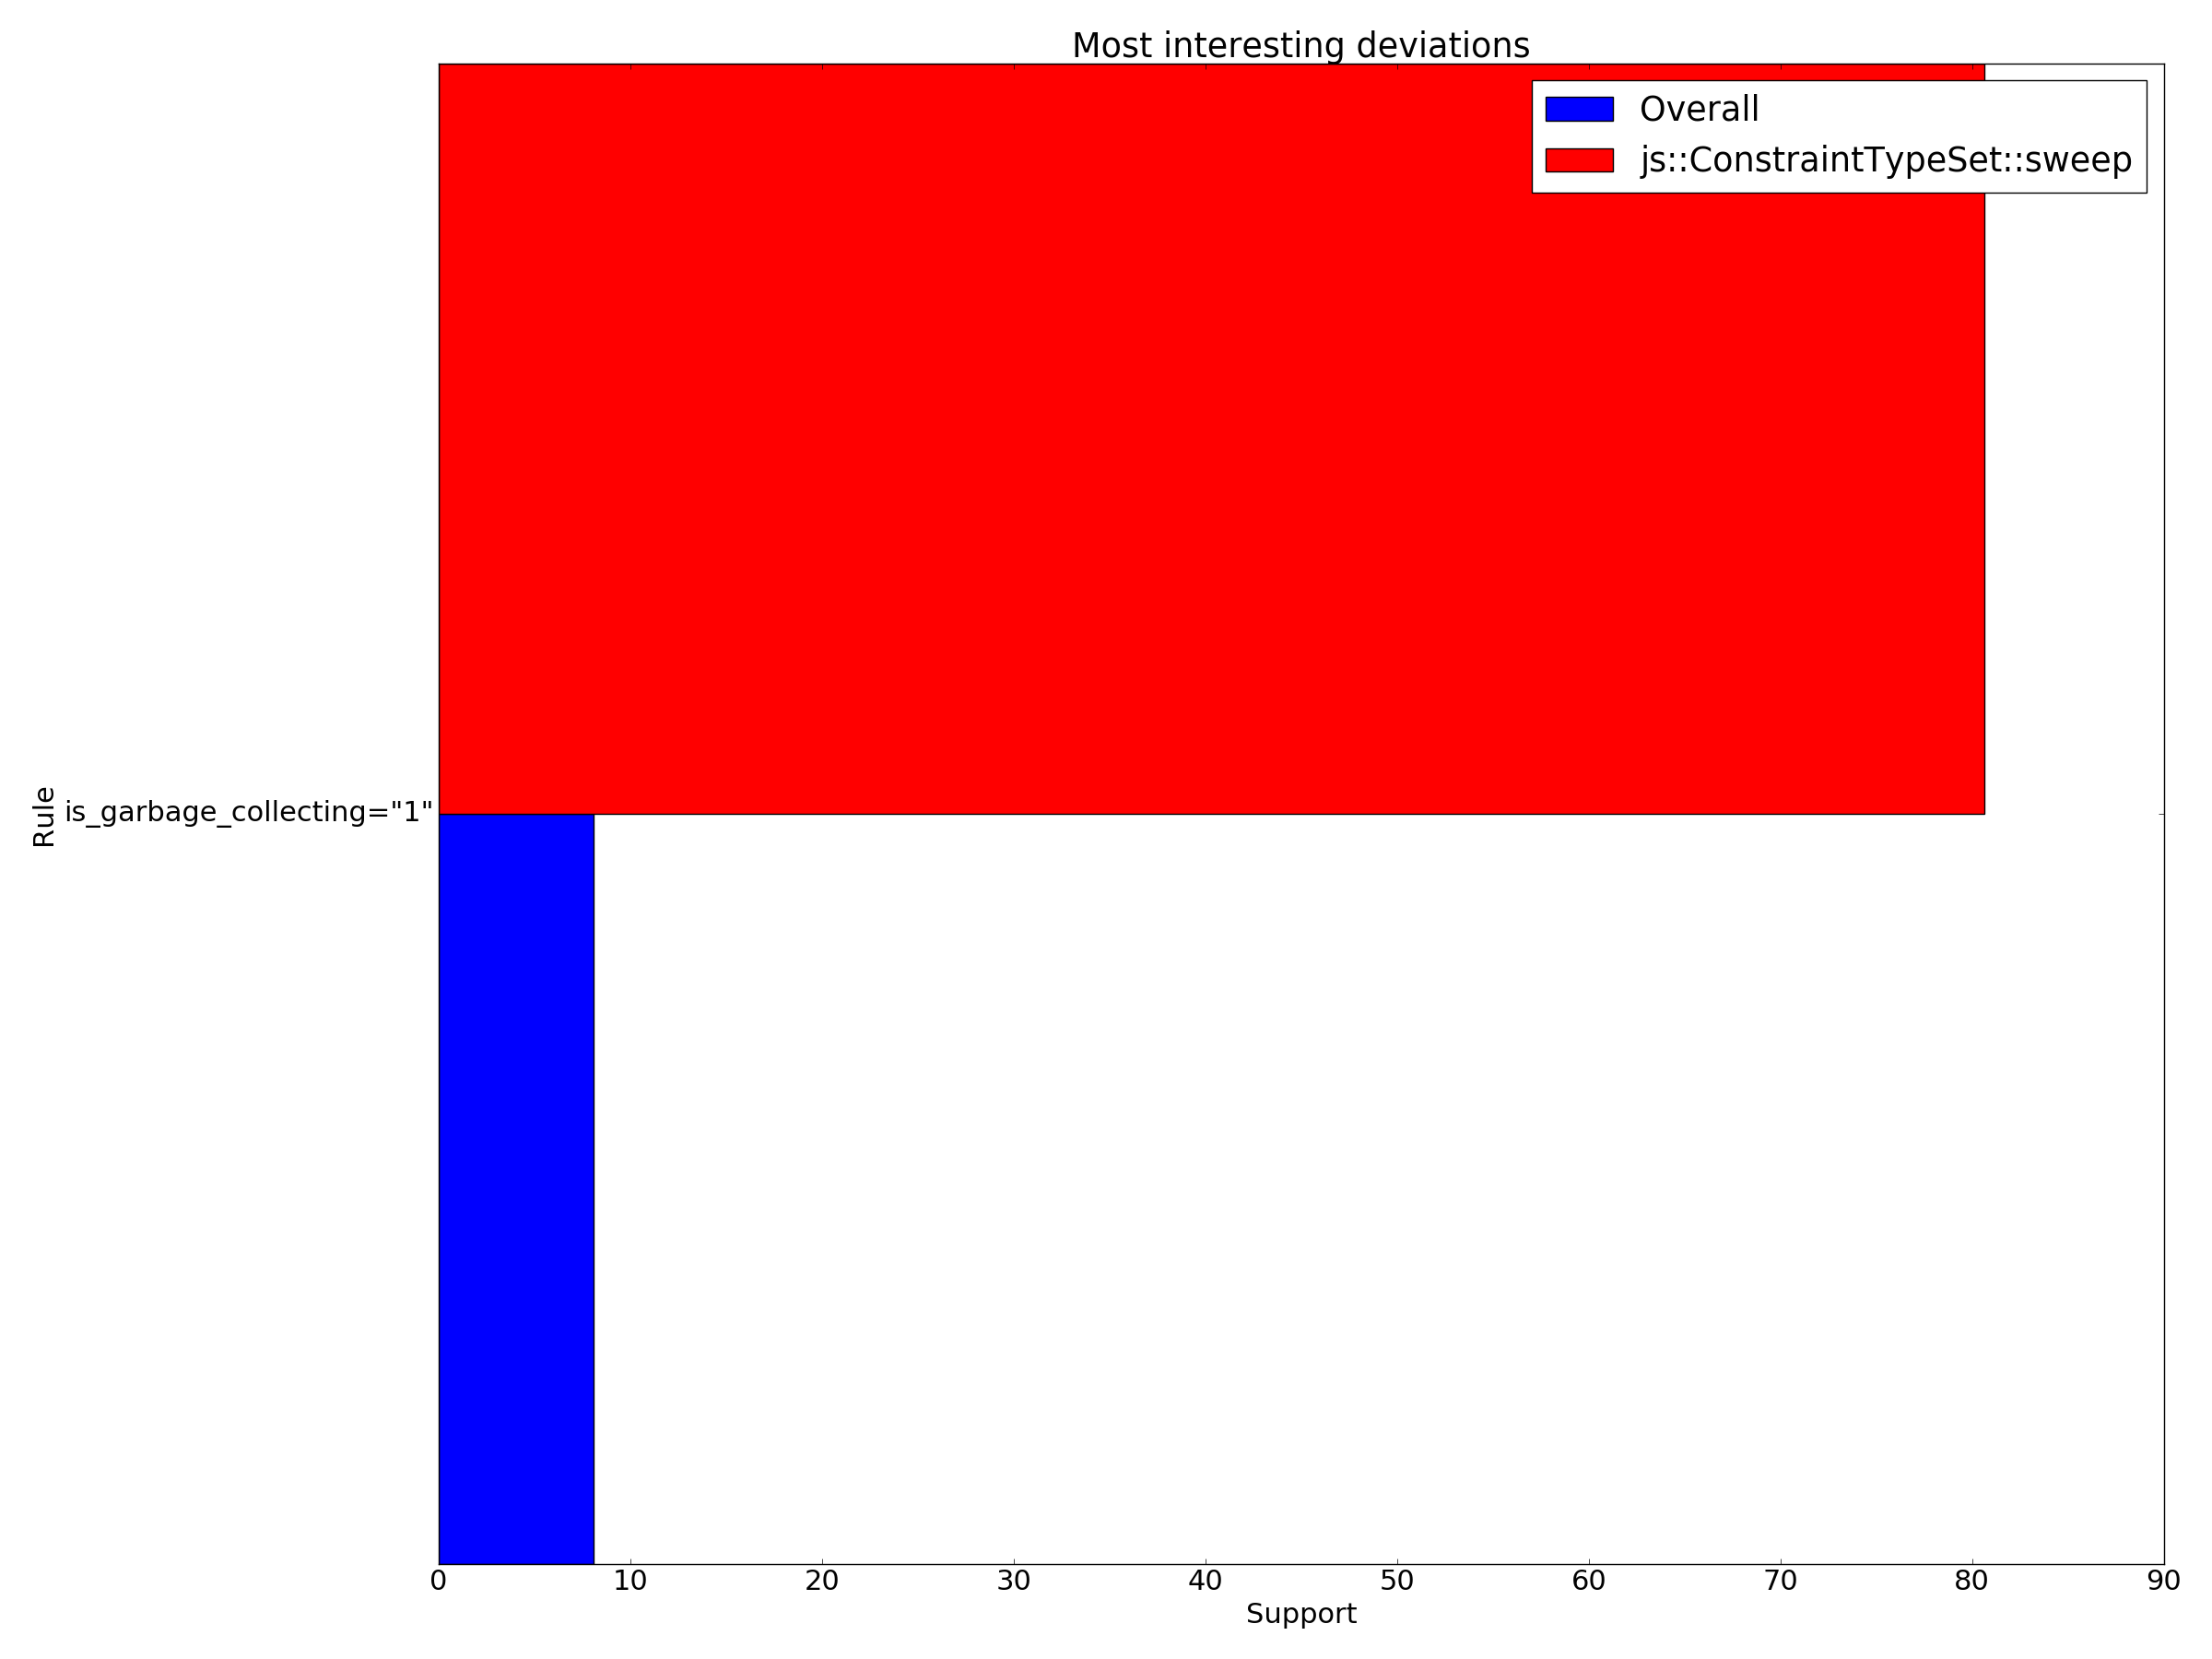 Most interesting deviations
Overall
js::ConstraintTypeSet::sweep
Rule
is_garbage_collecting="1"
0 10 20 30 40 50 60 70 80 90
Support